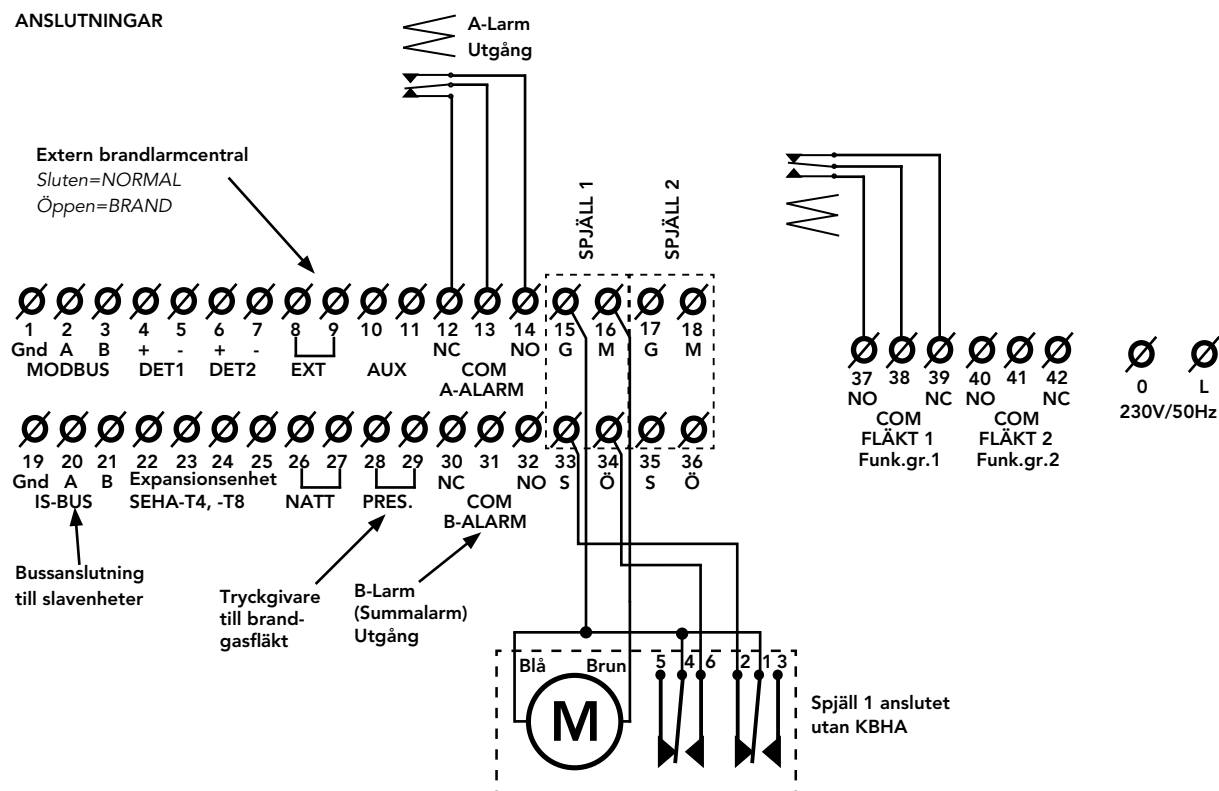 ANSLUTNINGAR
A-Larm
Utgång
Extern brandlarmcentral
Sluten=NORMAL
Öppen=BRAND
SPJÄLL 1
SPJÄLL 2
1 2 3 4 5 6 7 8 9 10 11 12 13 14 15 16 17 18
Gnd A B + - + - NC NO G M G M
MODBUS DET1 DET2 EXT AUX COM
A-ALARM
37 38 39 40 41 42
NO NC NO NC
COM COM
FLÄKT 1 FLÄKT 2
Funk.gr.1 Funk.gr.2
0 L
230V/50Hz
19 20 21 22 23 24 25 26 27 28 29 30 31 32 33 34 35 36
Gnd A B Expansionsenhet NC NO S Ö S Ö
IS-BUS SEHA-T4, -T8 NATT PRES. COM
B-ALARM
Bussanslutning
till slavenheter
Tryckgivare
till brand-
gasfläkt
B-Larm
(Summalarm)
Utgång
Blå Brun 5 4 6 2 1 3
M
Spjäll 1 anslutet
utan KBHA